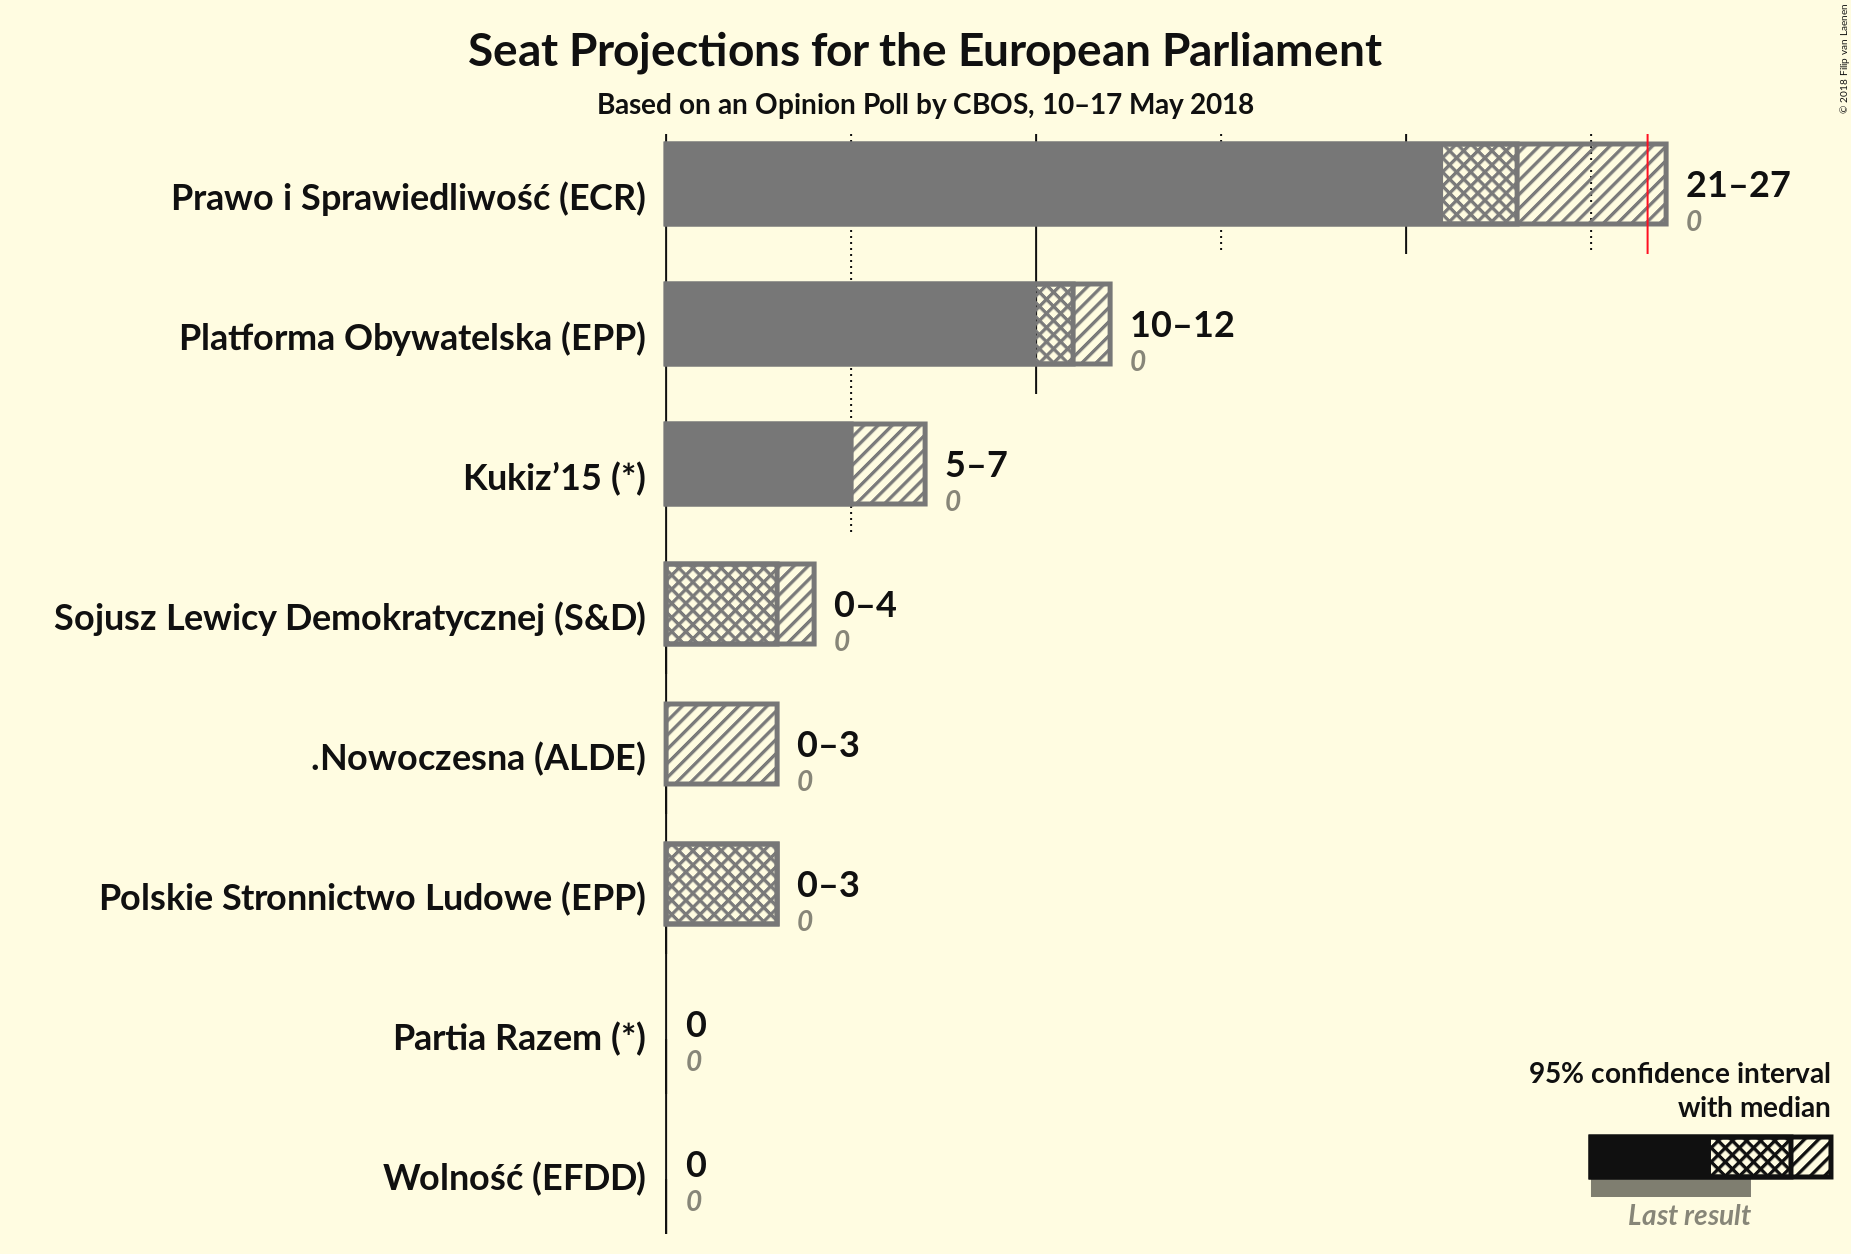 Seat Projections for the European Parliament
Based on an Opinion Poll by CBOS, 10–17 May 2018
© 2018 Filip van Laenen
Prawo i Sprawiedliwość (ECR)
21–27
0
Platforma Obywatelska (EPP)
10–12
0
Kukiz’15 (*)
5–7
0
Sojusz Lewicy Demokratycznej (S&D)
0–4
0
.Nowoczesna (ALDE)
0–3
0
Polskie Stronnictwo Ludowe (EPP)
0–3
0
Partia Razem (*)
0
0
Wolność (EFDD)
0
0
95% confidence interval
with median
Last result